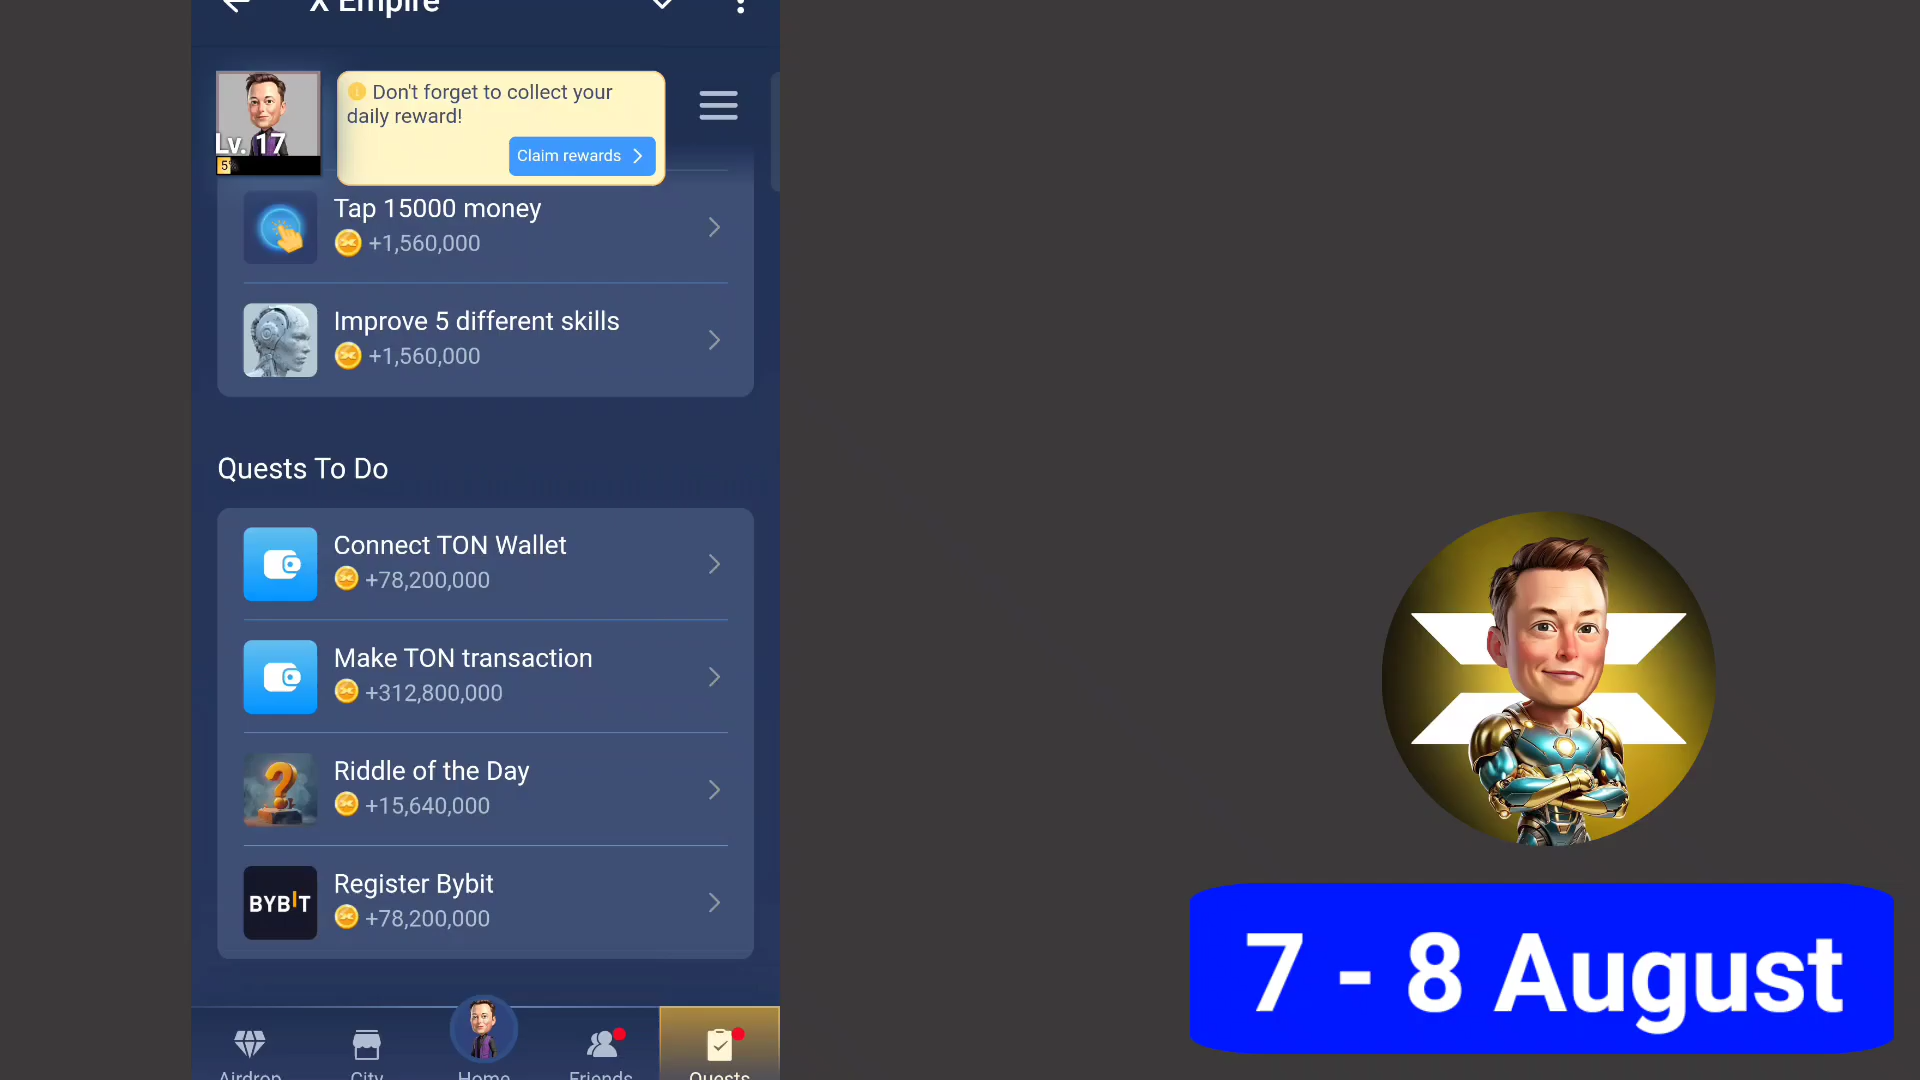 X Empire
Don't forget to collect your
daily reward!
Claim rewards
Lv. 17
5%
Tap 15000 money
+1,560,000
Improve 5 different skills
+1,560,000
Quests To Do
Connect TON Wallet
+78,200,000
Make TON transaction
+312,800,000
Riddle of the Day
+15,640,000
BYBIT
Register Bybit
+78,200,000
7 - 8 August
Airdrop
City
Home
Friends
Quests